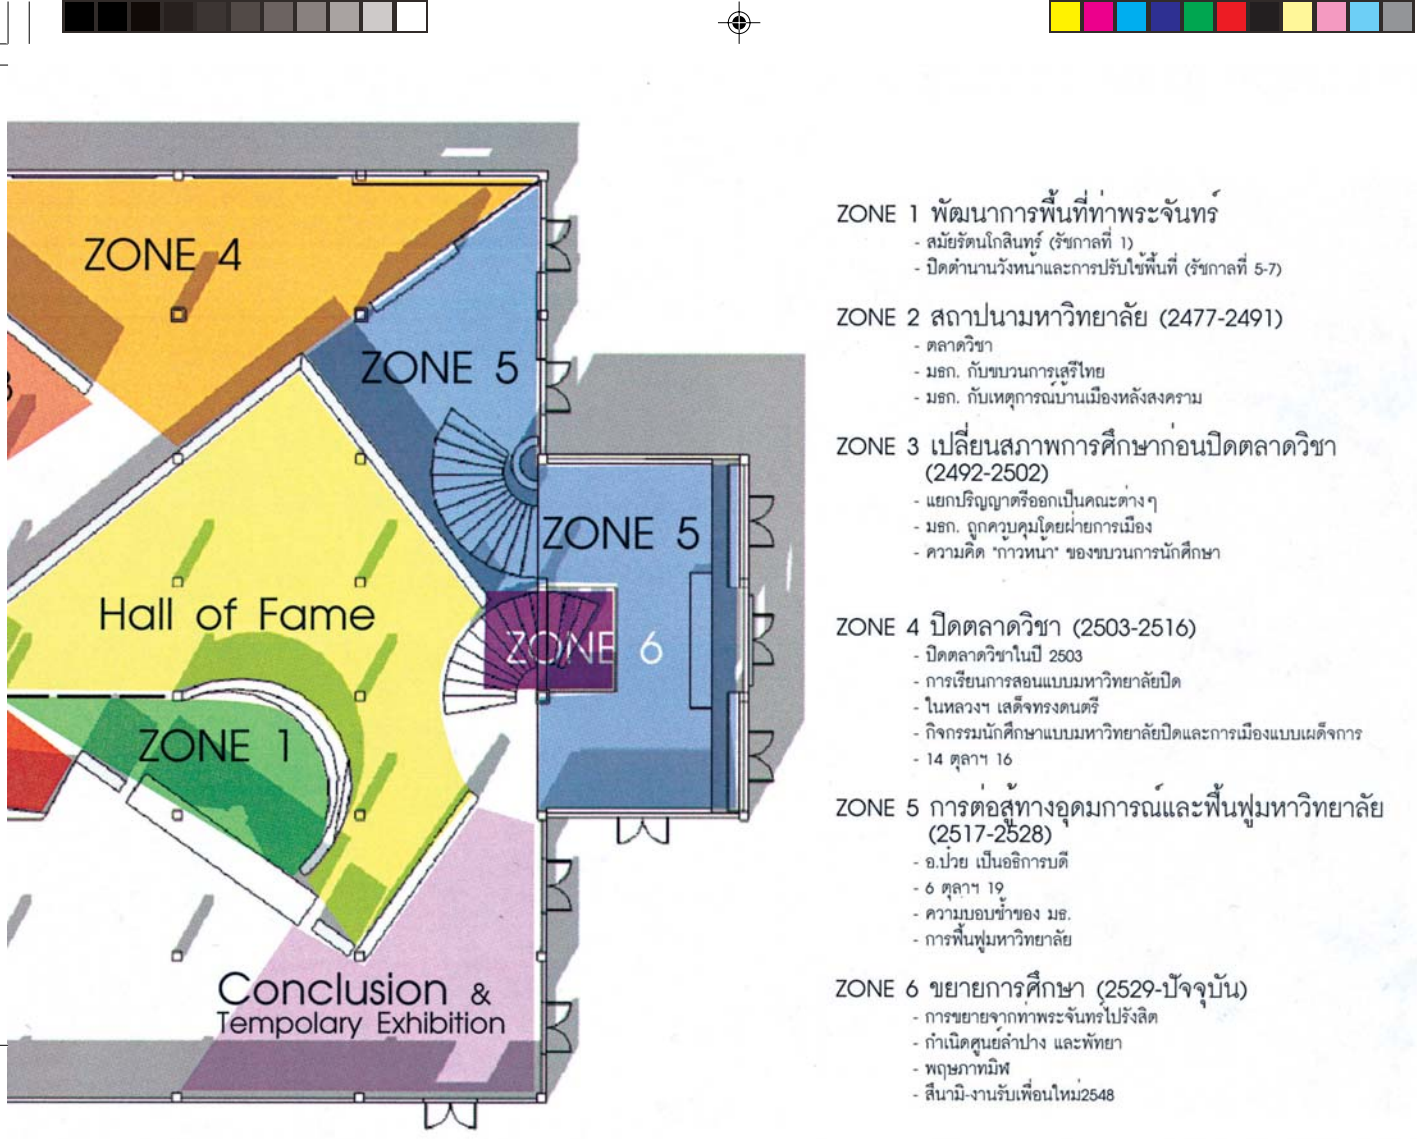 ZONE 4
ZONE 5
ZONE 5
Hall of Fame
ZONE 6
ZONE 1
Conclusion &
Tempolary Exhibition
ZONE 1 พัฒนาการพื้นที่ท่าพระจันทร์
- สมัยรัตนโกสินทร์ (รัชกาลที่ 1)
- ปิดตำนานวังหน้าและการปรับใช้พื้นที่ (รัชกาลที่ 5-7)
ZONE 2 สถาปนามหาวิทยาลัย (2477-2491)
- ตลาดวิชา
- มธก. กับขบวนการเสรีไทย
- มธก. กับเหตุการณ์บ้านเมืองหลังสงคราม
ZONE 3 เปลี่ยนสภาพการศึกษาก่อนปิดตลาดวิชา
(2492-2502)
- แยกปริญญาตรีออกเป็นคณะต่างๆ
- มธก. ถูกควบคุมโดยฝ่ายการเมือง
- ความคิด "ก้าวหน้า" ของขบวนการนักศึกษา
ZONE 4 ปิดตลาดวิชา (2503-2516)
- ปิดตลาดวิชาในปี 2503
- การเรียนการสอนแบบมหาวิทยาลัยปิด
- ในหลวงฯ เสด็จทรงดนตรี
- กิจกรรมนักศึกษาแบบมหาวิทยาลัยปิดและการเมืองแบบเผด็จการ
- 14 ตุลาฯ 16
ZONE 5 การต่อสู้ทางอุดมการณ์และฟื้นฟูมหาวิทยาลัย
(2517-2528)
- อ.ป๋วย เป็นอธิการบดี
- 6 ตุลาฯ 19
- ความบอบช้ำของ มธ.
- การฟื้นฟูมหาวิทยาลัย
ZONE 6 ขยายการศึกษา (2529-ปัจจุบัน)
- การขยายจากท่าพระจันทร์ไปรังสิต
- กำเนิดศูนย์ลำปาง และพัทยา
- พฤษภาทมิฬ
- สึนามิ-งานรับเพื่อนใหม่2548